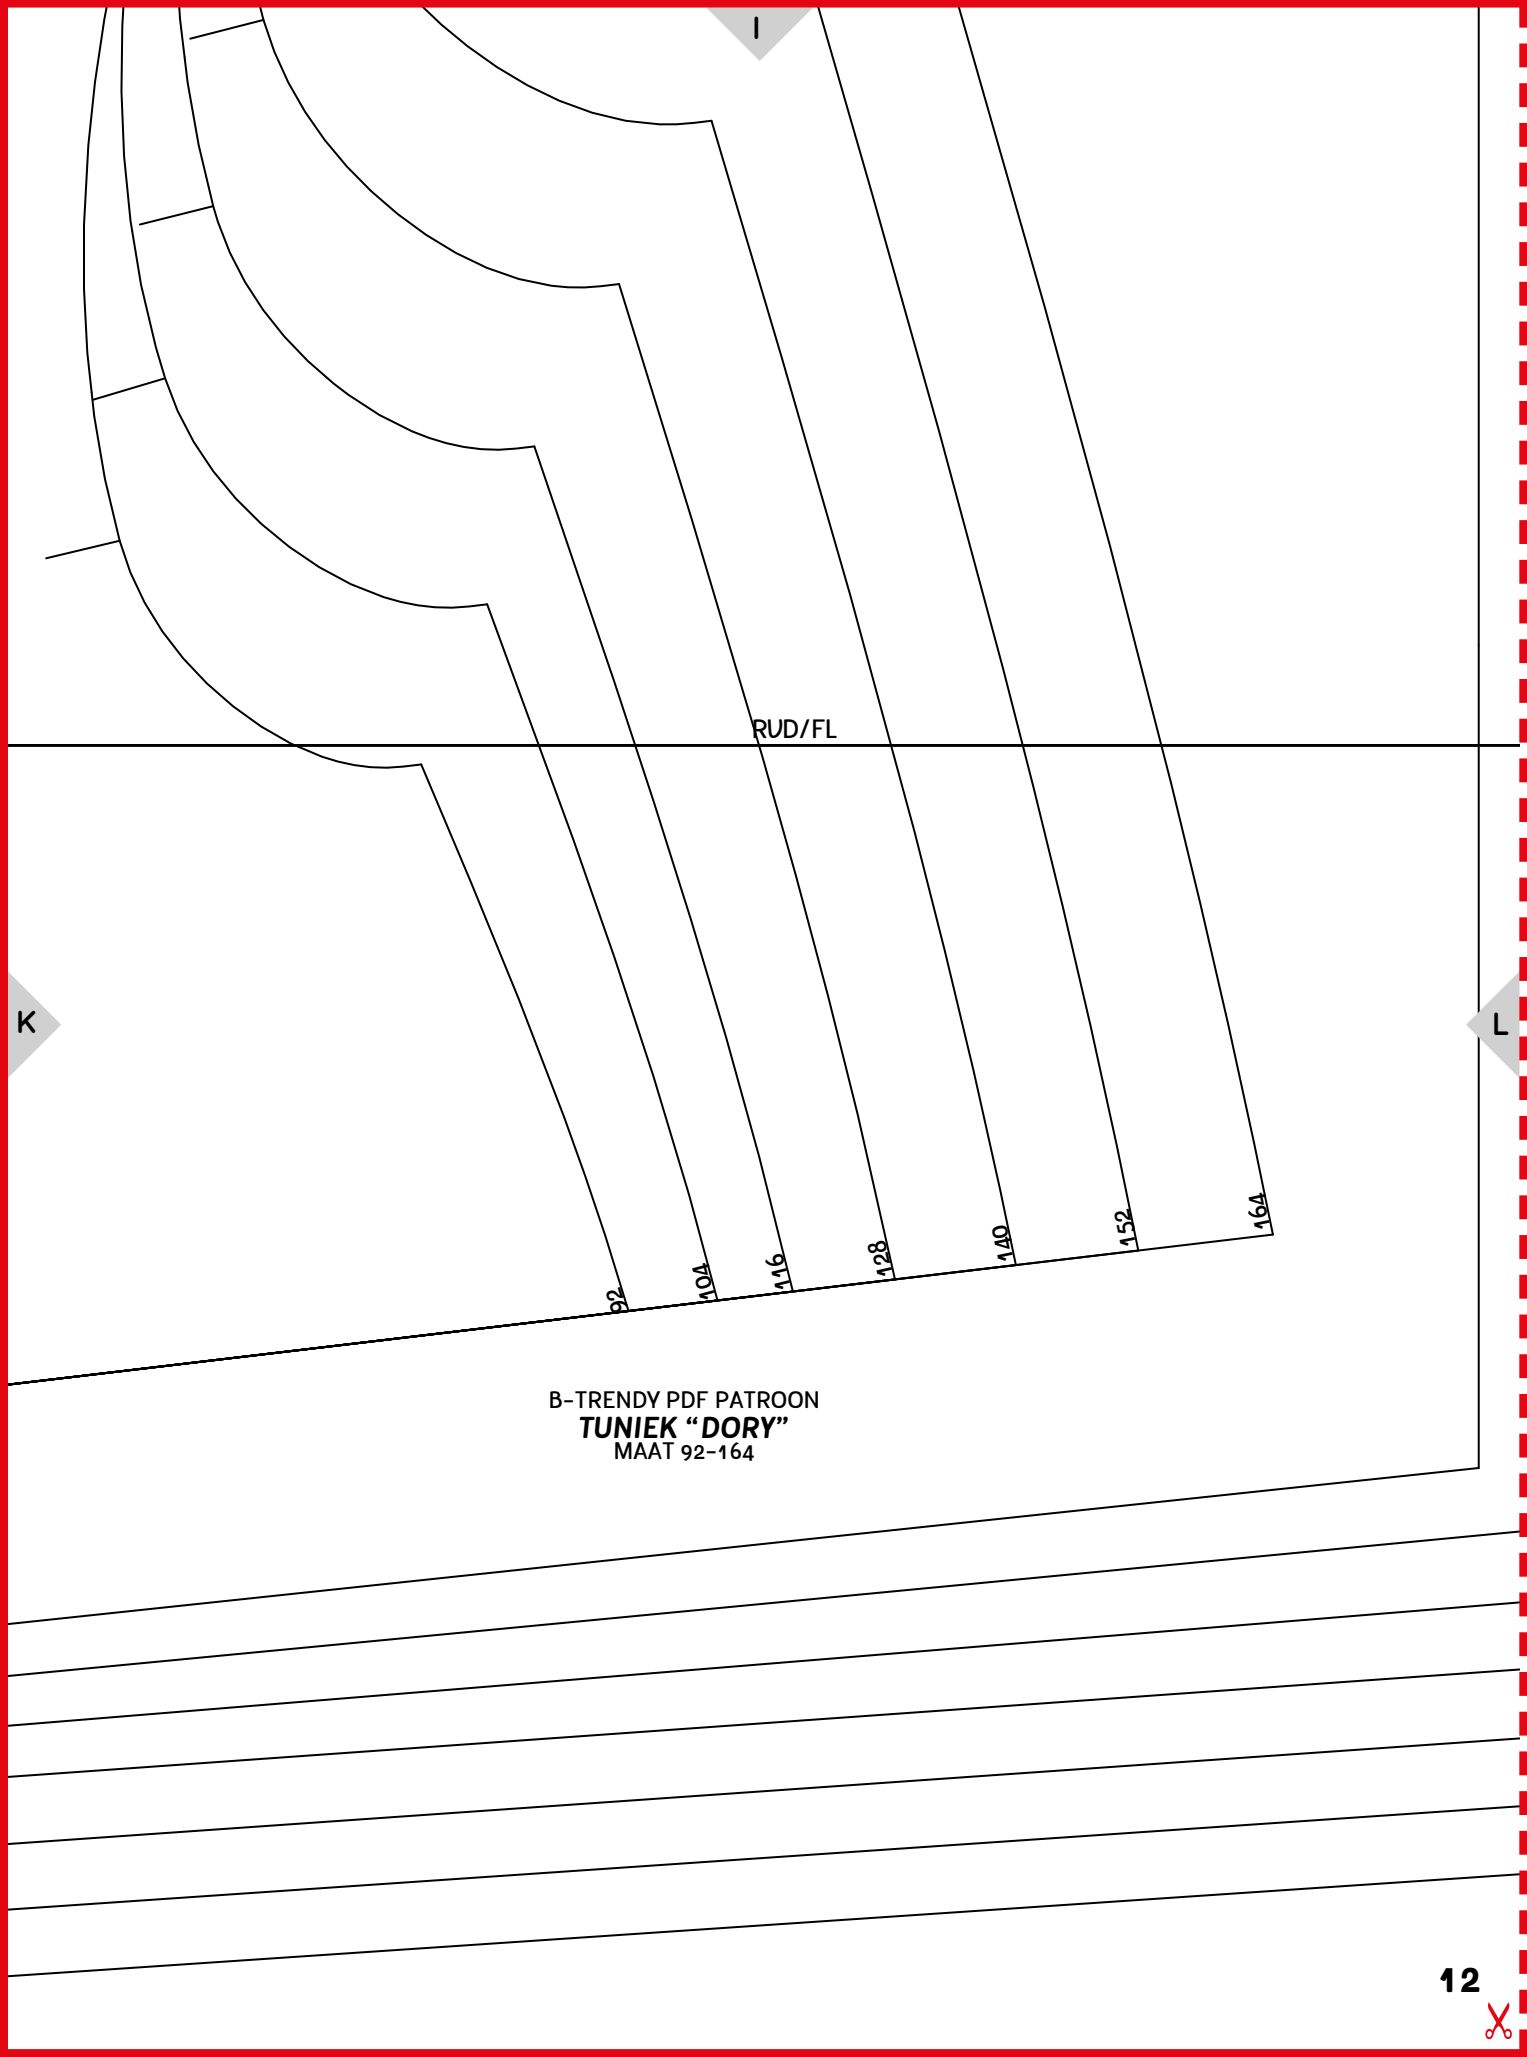 I
RUD/FL
K
L
92
104
116
128
140
152
164
B-TRENDY PDF PATROON
TUNIEK “DORY”
MAAT 92-164
12